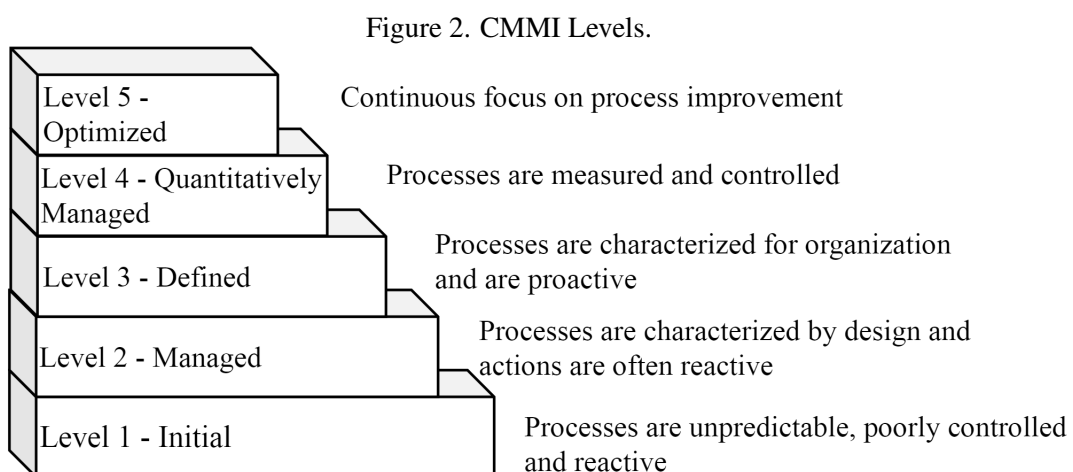 Figure 2. CMMI Levels.
Level 5 -
Optimized
Continuous focus on process improvement
Level 4 - Quantitatively
Managed
Processes are measured and controlled
Level 3 - Defined
Processes are characterized for organization
and are proactive
Level 2 - Managed
Processes are characterized by design and
actions are often reactive
Level 1 - Initial
Processes are unpredictable, poorly controlled
and reactive